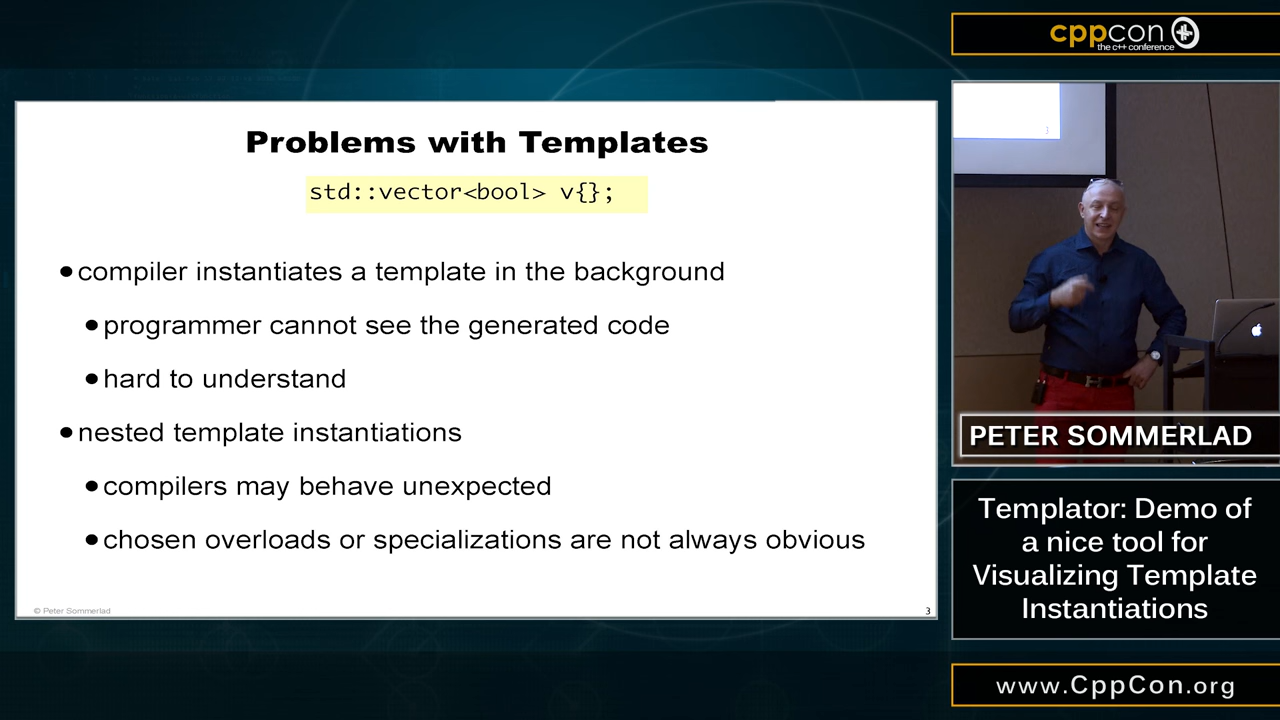 Problems with Templates
std::vector<bool> v{};
•compiler instantiates a template in the background
•programmer cannot see the generated code
•hard to understand
•nested template instantiations
•compilers may behave unexpected
•chosen overloads or specializations are not always obvious
© Peter Sommerlad
3
cppcon
the c++ conference
3
PETER SOMMERLAD
Templator: Demo of
a nice tool for
Visualizing Template
Instantiations
www.CppCon.org